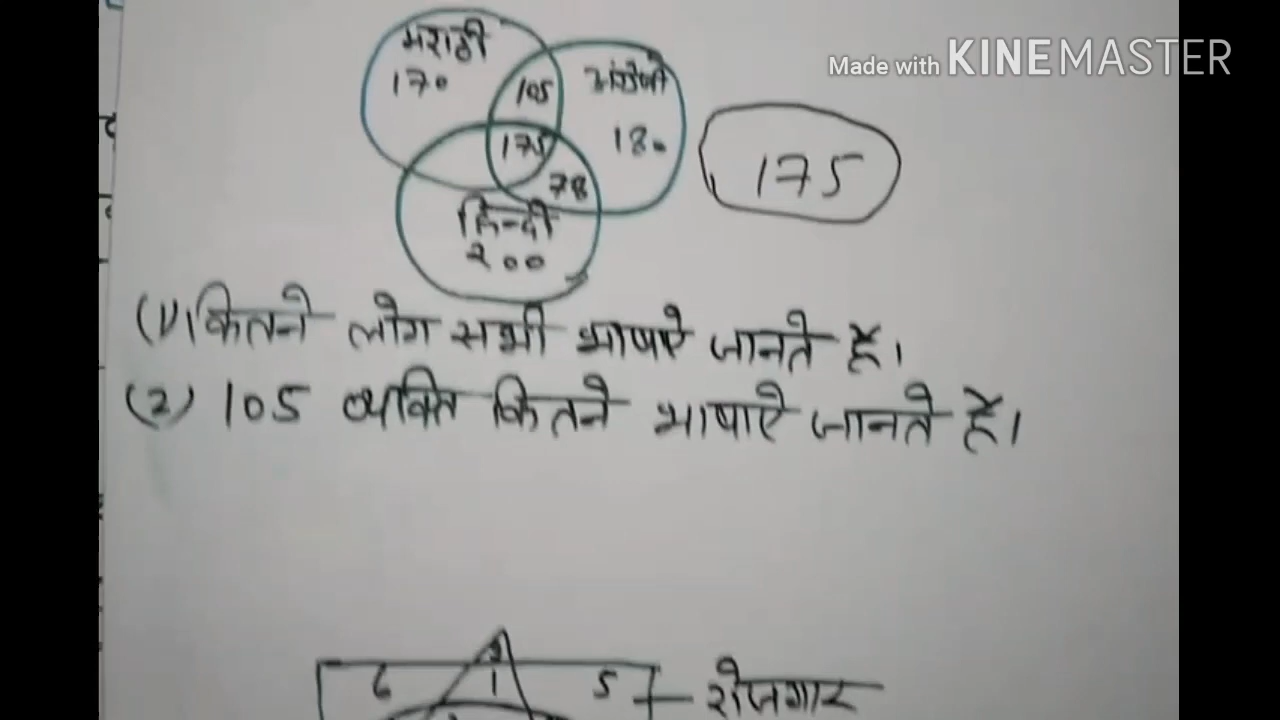 Made with KINEMASTER
मराठी
170
105
अंग्रेजी
180
175
78
हिन्दी
२००
175
(1) कितने लोग सभी भाषाऐ जानते हैं।
(2) 105 व्यक्ति कितने भाषाऐ जानते हैं।
6 1 5 रोजगार